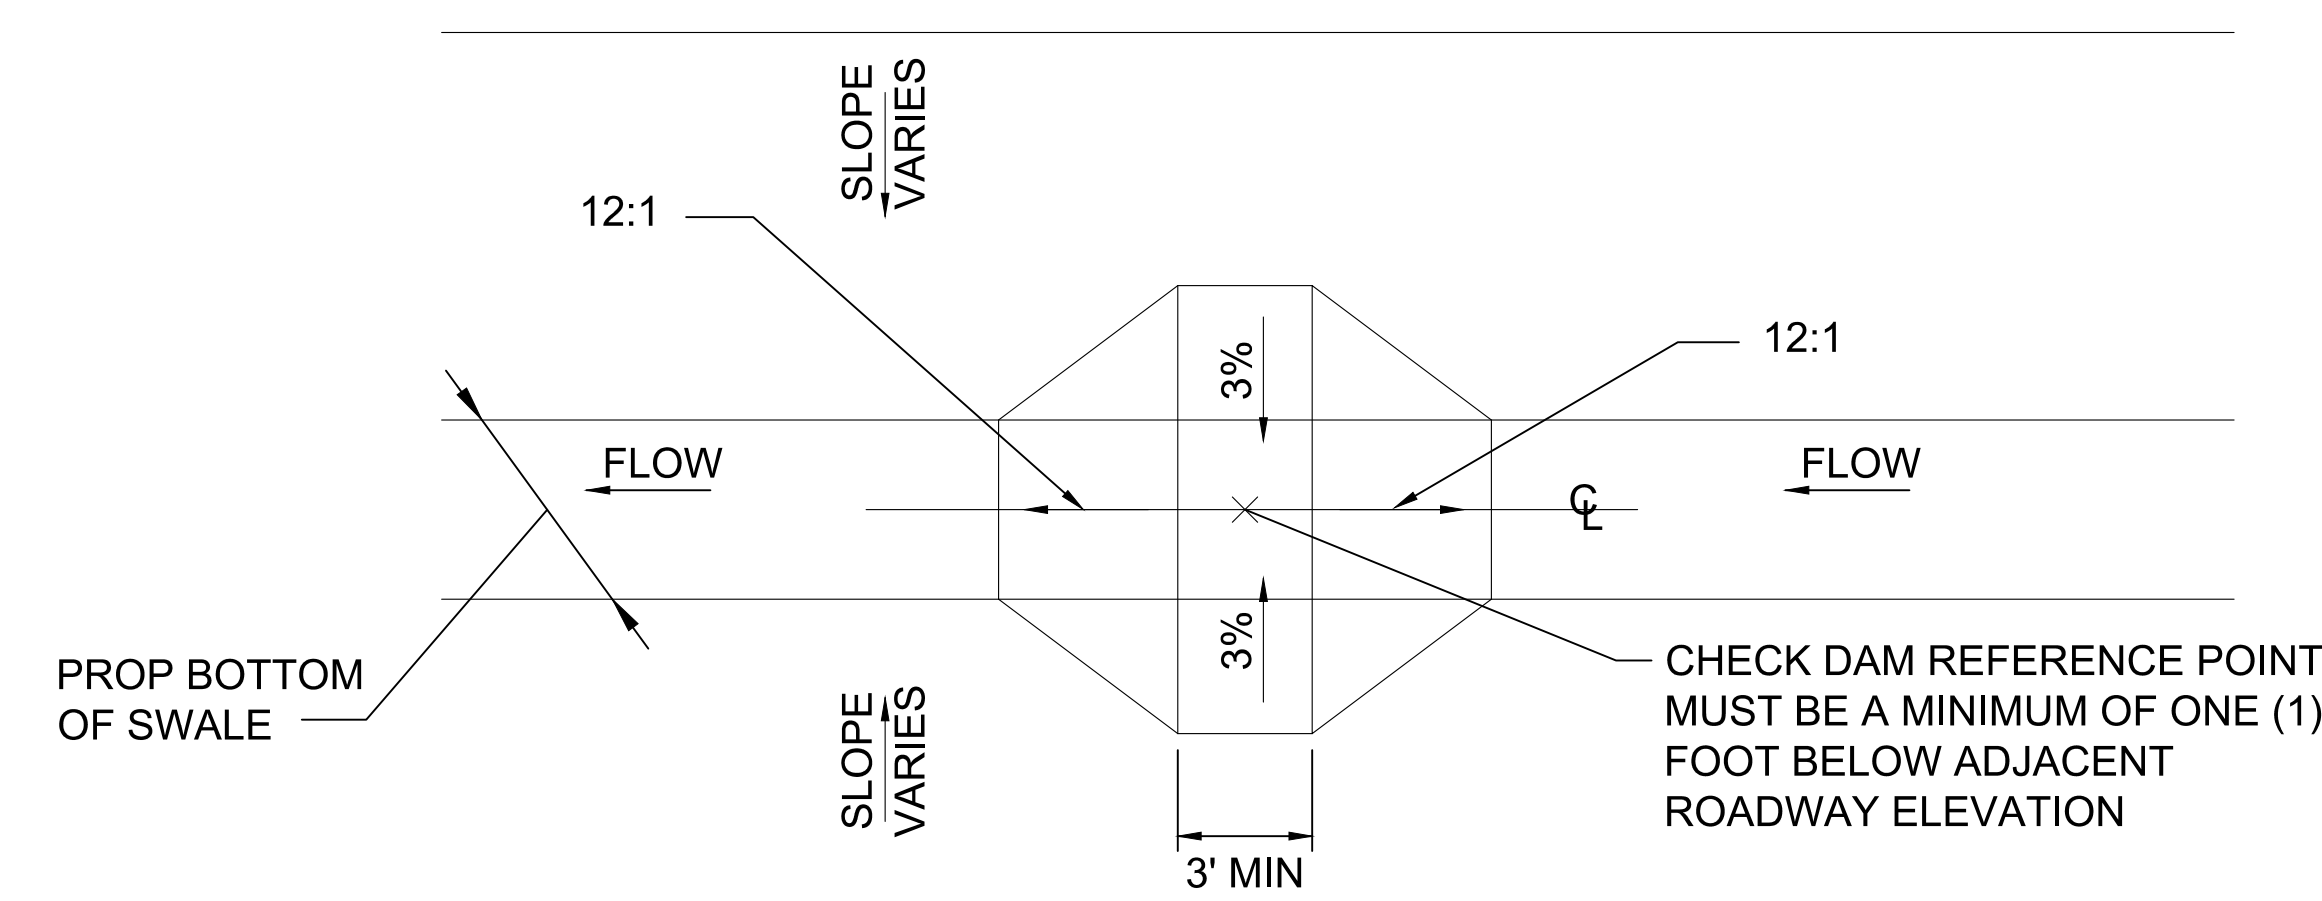 SLOPE
VARIES
12:1
12:1
3%
FLOW
FLOW
CL
3%
PROP BOTTOM
OF SWALE
CHECK DAM REFERENCE POINT
MUST BE A MINIMUM OF ONE (1)
FOOT BELOW ADJACENT
ROADWAY ELEVATION
SLOPE
VARIES
3' MIN